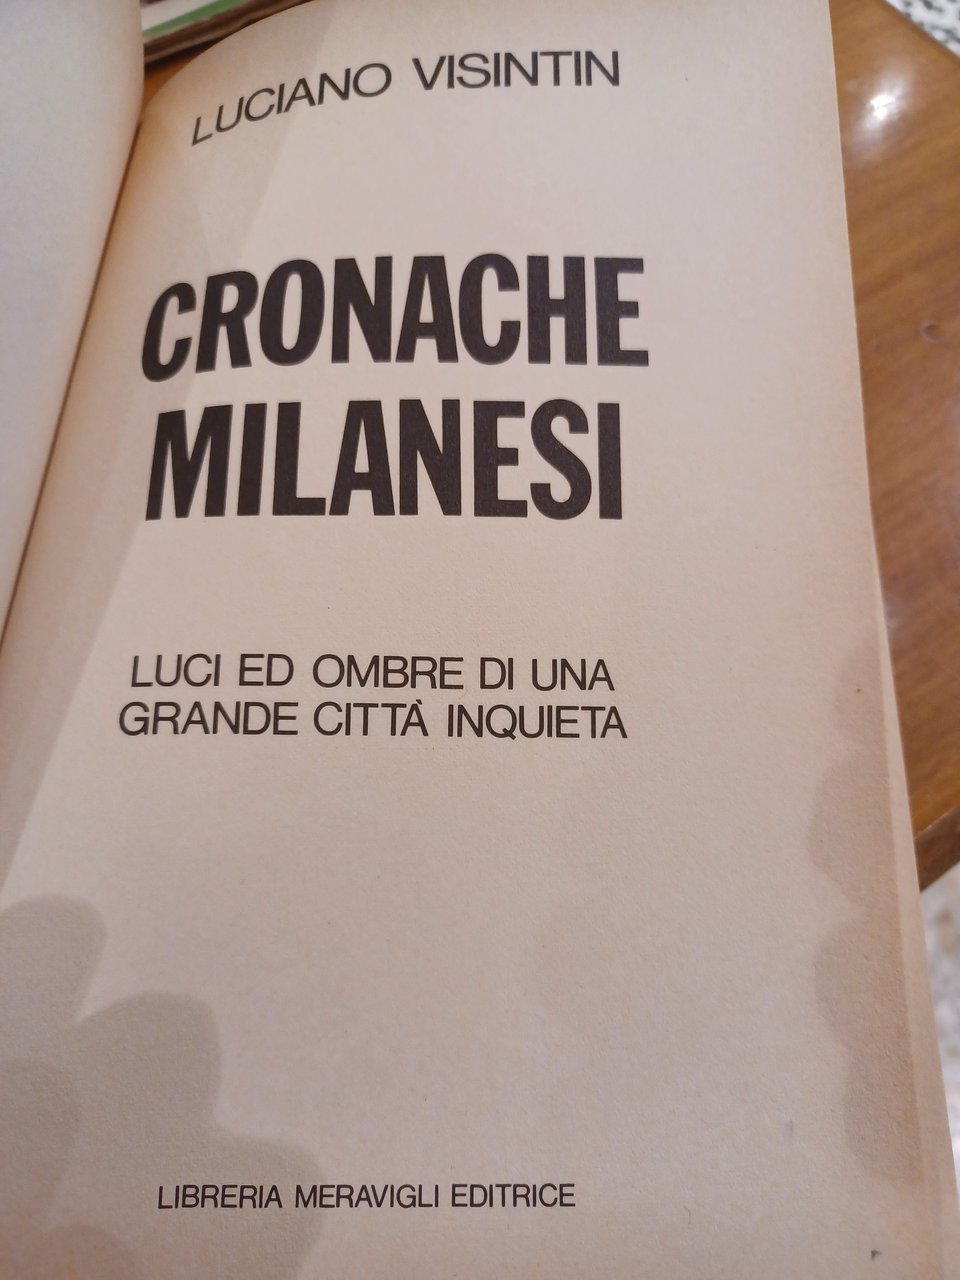 LUCIANO VISINTIN
CRONACHE
MILANESI
LUCI ED OMBRE DI UNA
GRANDE CITTÀ INQUIETA
LIBRERIA MERAVIGLI EDITRICE